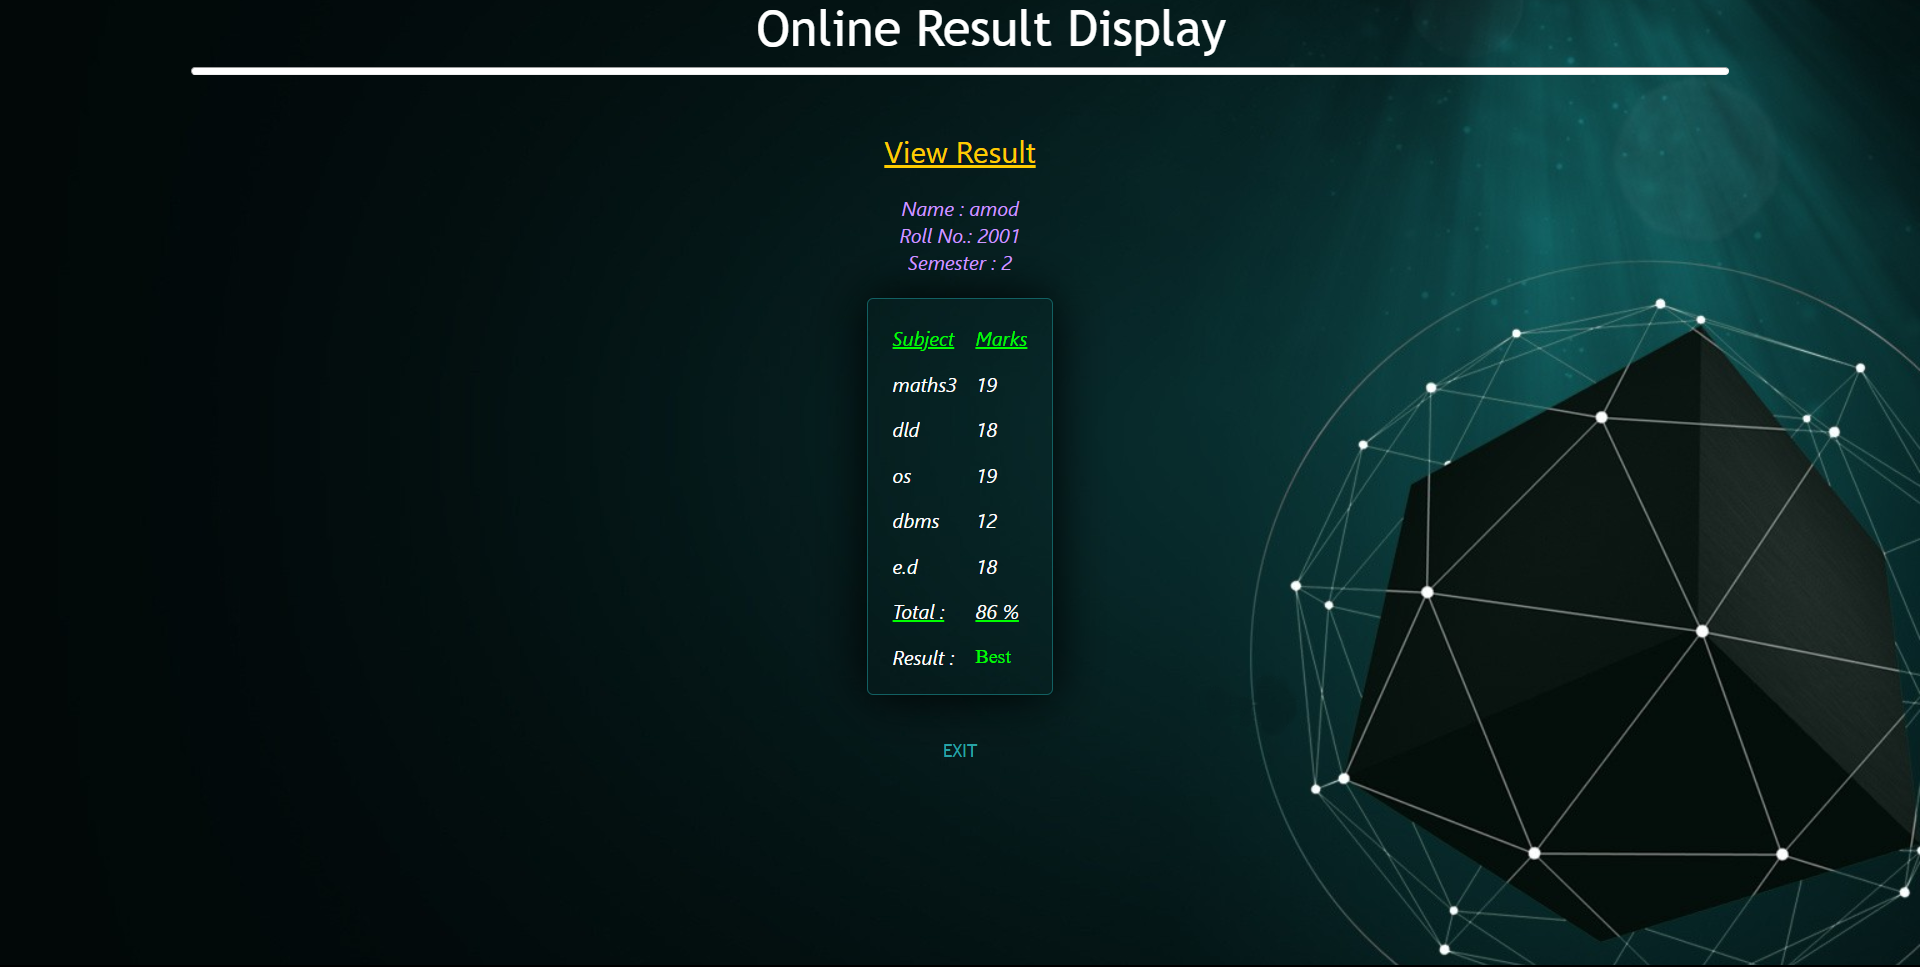 Online Result Display
View Result
Name : amod
Roll No.: 2001
Semester : 2
Subject Marks
maths3 19
dld 18
os 19
dbms 12
e.d 18
Total : 86 %
Result : Best
EXIT